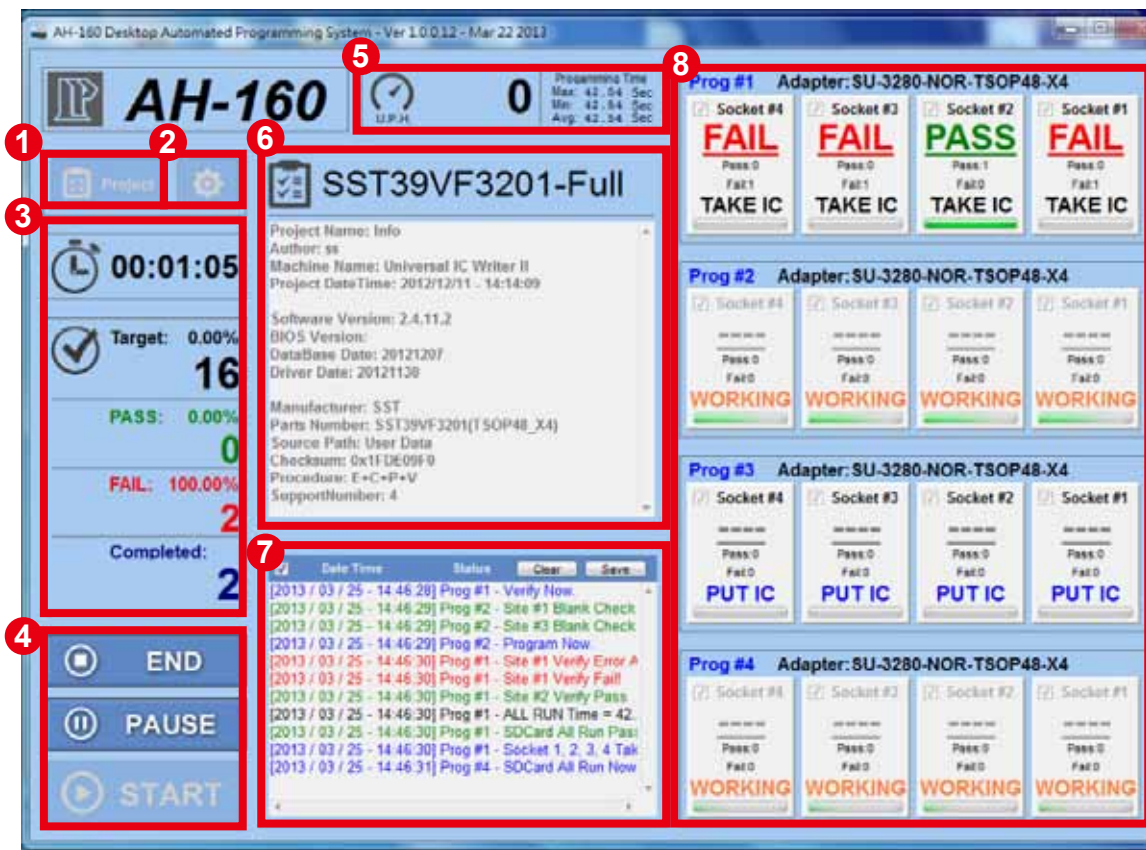 AH-160 Desktop Automated Programming System - Ver 1.0.0.12 - Mar 22 2013
AH-160
5
U.P.H.
0
Programming Time
Max: 42.54 Sec
Min: 42.54 Sec
Avg: 42.54 Sec
1
Project
2
3
00:01:05
Target: 0.00%
16
PASS: 0.00%
0
FAIL: 100.00%
2
Completed:
2
4
END
PAUSE
START
6
SST39VF3201-Full
Project Name: Info
Author: ss
Machine Name: Universal IC Writer II
Project DateTime: 2012/12/11 - 14:14:09
Software Version: 2.4.11.2
BIOS Version:
DataBase Date: 20121207
Driver Date: 20121130
Manufacturer: SST
Parts Number: SST39VF3201(TSOP48_X4)
Source Path: User Data
Checksum: 0x1FDE09F0
Procedure: E+C+P+V
SupportNumber: 4
7
Date Time Status Clear Save
[2013 / 03 / 25 - 14:46:28] Prog #1 - Verify Now.
[2013 / 03 / 25 - 14:46:29] Prog #2 - Site #1 Blank Check
[2013 / 03 / 25 - 14:46:29] Prog #2 - Site #3 Blank Check
[2013 / 03 / 25 - 14:46:29] Prog #2 - Program Now.
[2013 / 03 / 25 - 14:46:30] Prog #1 - Site #1 Verify Error A
[2013 / 03 / 25 - 14:46:30] Prog #1 - Site #1 Verify Fail!
[2013 / 03 / 25 - 14:46:30] Prog #1 - Site #2 Verify Pass
[2013 / 03 / 25 - 14:46:30] Prog #1 - ALL RUN Time = 42.
[2013 / 03 / 25 - 14:46:30] Prog #1 - SDCard All Run Pass
[2013 / 03 / 25 - 14:46:30] Prog #1 - Socket 1, 2, 3, 4 Tak
[2013 / 03 / 25 - 14:46:31] Prog #4 - SDCard All Run Now
8
Prog #1 Adapter:SU-3280-NOR-TSOP48-X4
Socket #4 Socket #3 Socket #2 Socket #1
FAIL FAIL PASS FAIL
Pass:0 Pass:0 Pass:1 Pass:0
Fail:1 Fail:1 Fail:0 Fail:1
TAKE IC TAKE IC TAKE IC TAKE IC
Prog #2 Adapter:SU-3280-NOR-TSOP48-X4
Socket #4 Socket #3 Socket #2 Socket #1
---- ---- ---- ----
Pass:0 Pass:0 Pass:0 Pass:0
Fail:0 Fail:0 Fail:0 Fail:0
WORKING WORKING WORKING WORKING
Prog #3 Adapter:SU-3280-NOR-TSOP48-X4
Socket #4 Socket #3 Socket #2 Socket #1
---- ---- ---- ----
Pass:0 Pass:0 Pass:0 Pass:0
Fail:0 Fail:0 Fail:0 Fail:0
PUT IC PUT IC PUT IC PUT IC
Prog #4 Adapter:SU-3280-NOR-TSOP48-X4
Socket #4 Socket #3 Socket #2 Socket #1
---- ---- ---- ----
Pass:0 Pass:0 Pass:0 Pass:0
Fail:0 Fail:0 Fail:0 Fail:0
WORKING WORKING WORKING WORKING